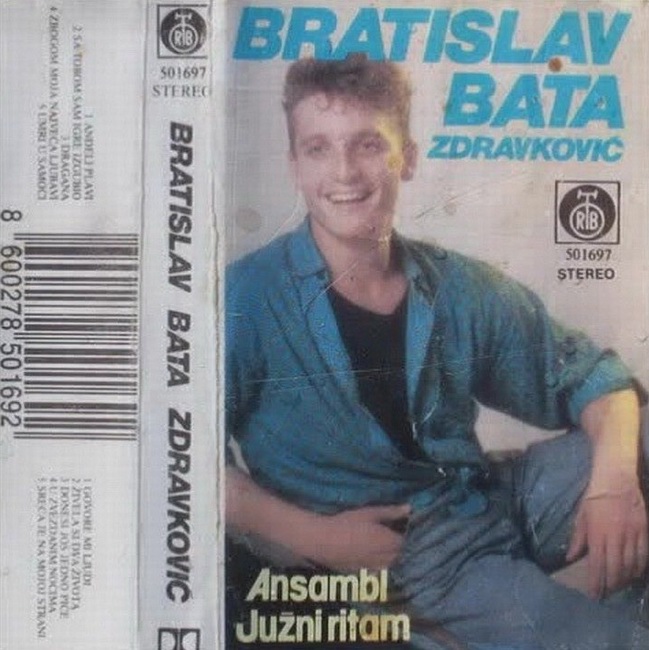 1 ANĐELJ PLAVI
2 SA TOBOM SAM IGRE IZGUBIO
3 DRAGANA
4 ZBOGOM MOJA NAJVEĆA LJUBAVI
5 UMRI U SAMOĆI
8 600278 501692
1 GOVORE MI LJUDI
2 ŽIVELA SI DVA ŽIVOTA
3 DONESI JOŠ JEDNO PIĆE
4 U ZVEZDANIM NOĆIMA
5 SREĆA JE NA MOJOJ STRANI
RTB
501697
STEREO
BRATISLAV BATA ZDRAVKOVIĆ
BRATISLAV
BATA
ZDRAVKOVIĆ
RTB
501697
STEREO
Ansambl
Južni ritam